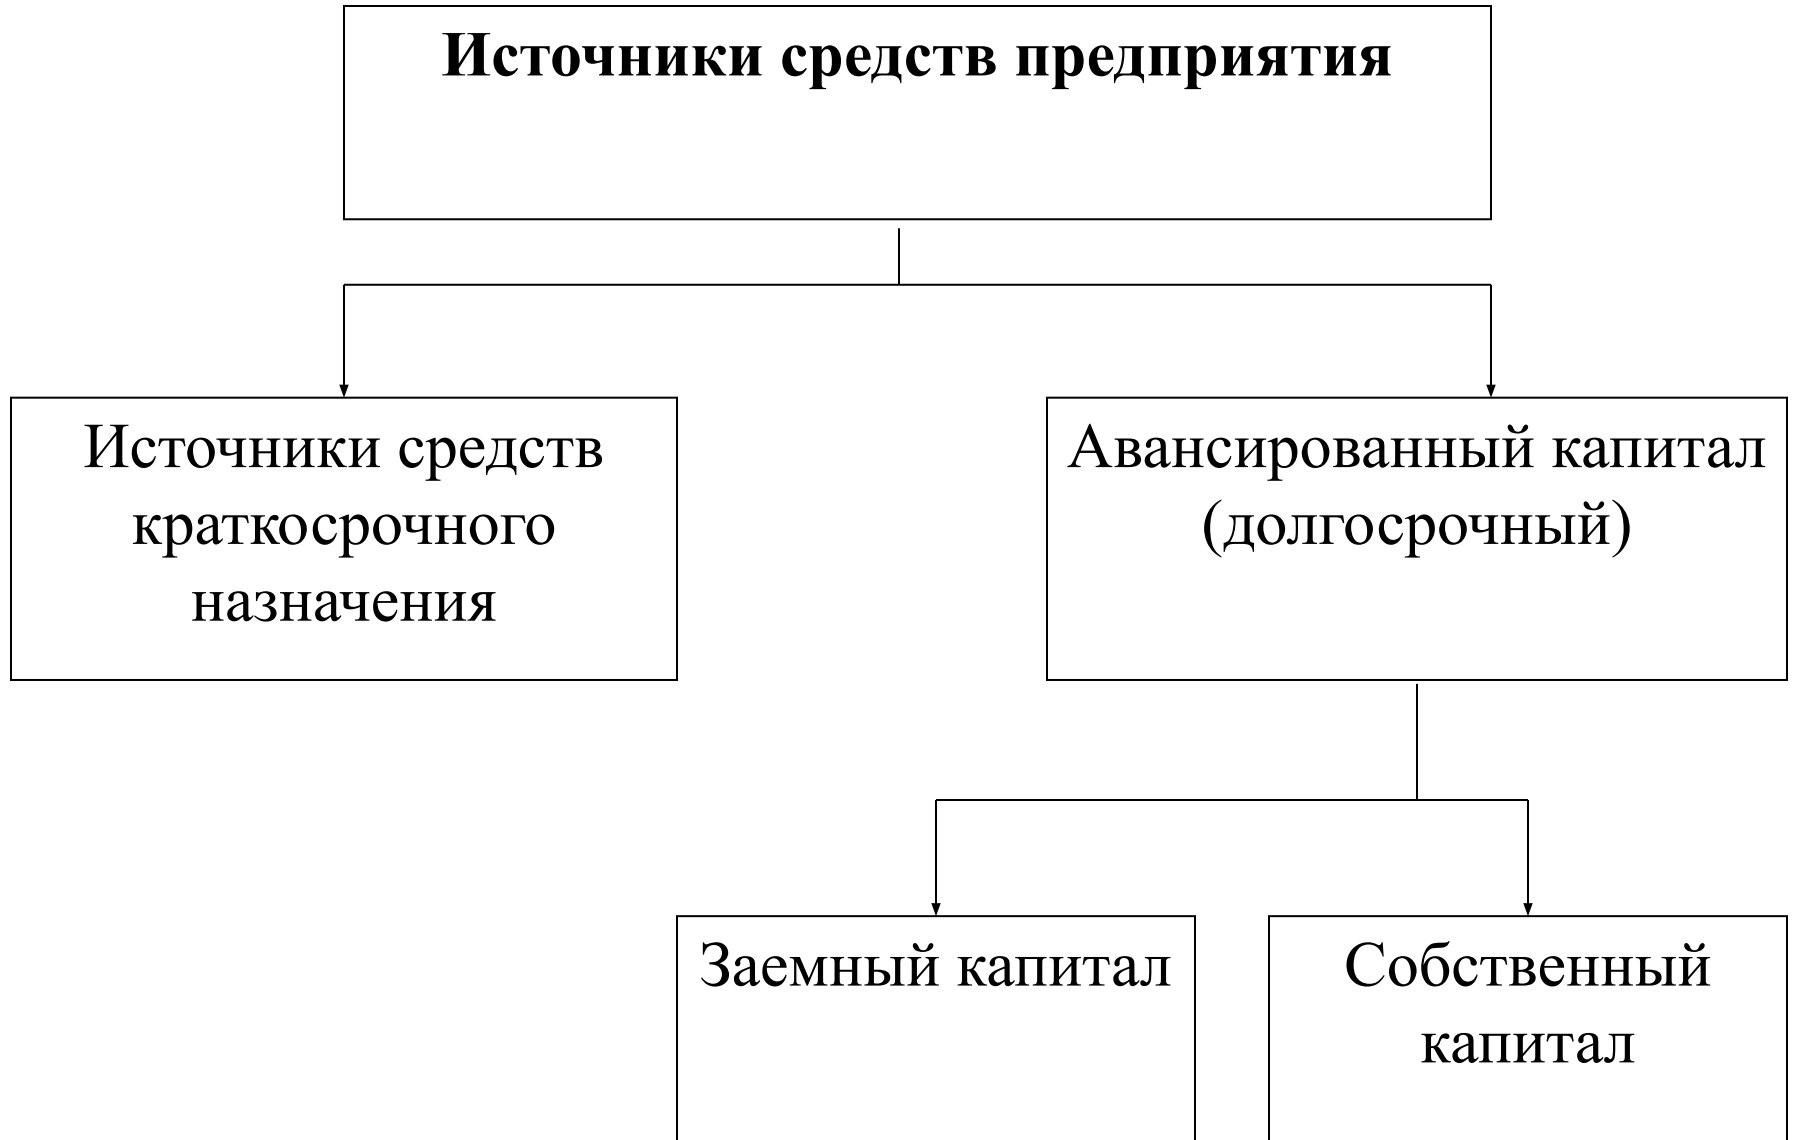 Источники средств предприятия
Источники средств
краткосрочного
назначения
Авансированный капитал
(долгосрочный)
Заемный капитал
Собственный
капитал